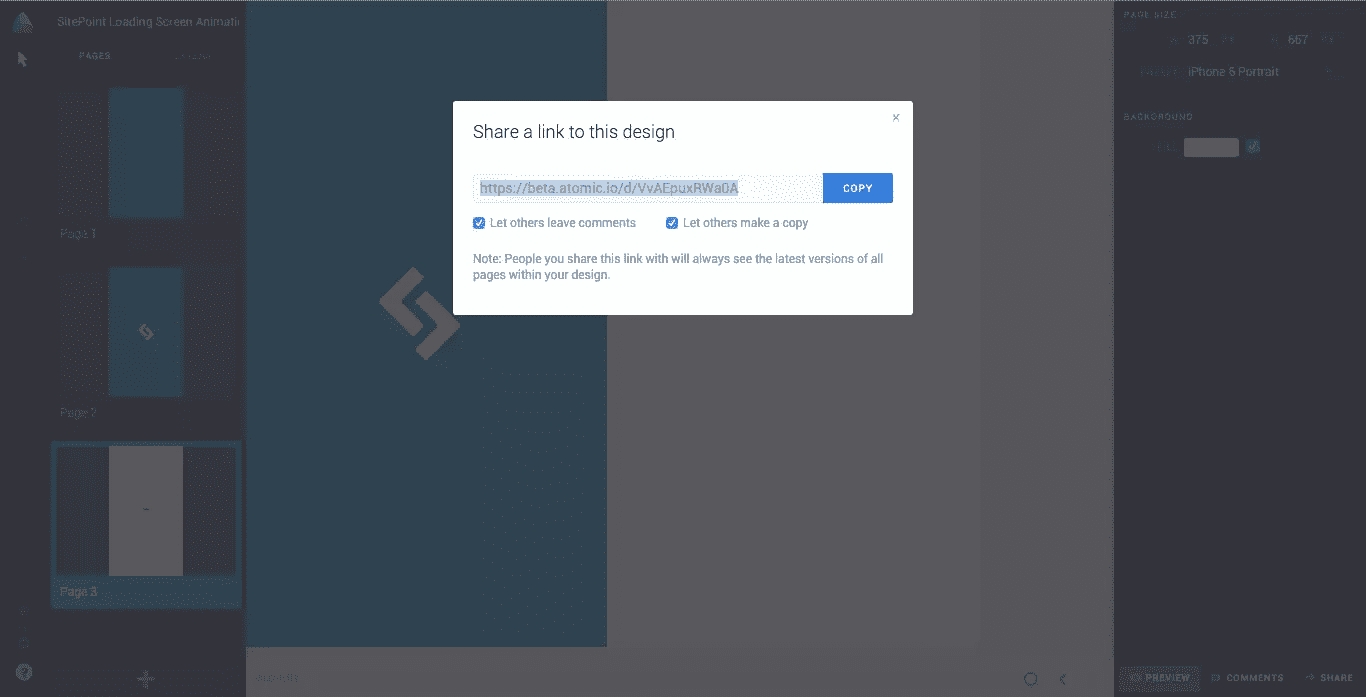 SitePoint Loading Screen Animati
PAGES
Page 1
Page 2
Page 3
Share a link to this design
×
https://beta.atomic.io/d/VvAEpuxRWa0A
COPY
Let others leave comments
Let others make a copy
Note: People you share this link with will always see the latest versions of all
pages within your design.
PAGE SIZE
375
667
iPhone 6 Portrait
BACKGROUND
PREVIEW
COMMENTS
SHARE